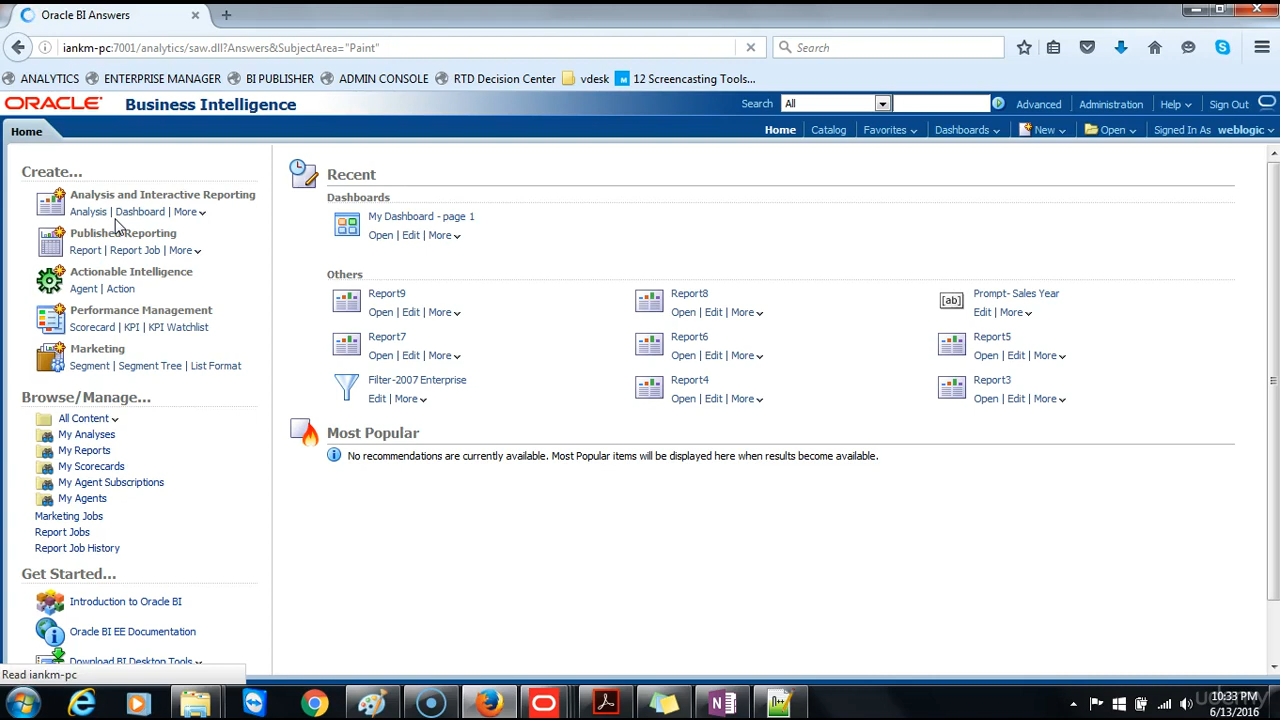 Oracle BI Answers
iankm-pc:7001/analytics/saw.dll?Answers&SubjectArea="Paint"
Search
ANALYTICS ENTERPRISE MANAGER BI PUBLISHER ADMIN CONSOLE RTD Decision Center vdesk 12 Screencasting Tools...
ORACLE Business Intelligence
Search All Advanced Administration Help Sign Out
Home
Home Catalog Favorites Dashboards New Open Signed In As weblogic
Create...
Analysis and Interactive Reporting
Analysis | Dashboard | More
Published Reporting
Report | Report Job | More
Actionable Intelligence
Agent | Action
Performance Management
Scorecard | KPI | KPI Watchlist
Marketing
Segment | Segment Tree | List Format
Browse/Manage...
All Content
My Analyses
My Reports
My Scorecards
My Agent Subscriptions
My Agents
Marketing Jobs
Report Jobs
Report Job History
Get Started...
Introduction to Oracle BI
Oracle BI EE Documentation
Download BI Desktop Tools
Recent
Dashboards
My Dashboard - page 1
Open | Edit | More
Others
Report9 Report8 [ab] Prompt- Sales Year
Open | Edit | More Open | Edit | More Edit | More
Report7 Report6 Report5
Open | Edit | More Open | Edit | More Open | Edit | More
Filter-2007 Enterprise Report4 Report3
Edit | More Open | Edit | More Open | Edit | More
Most Popular
No recommendations are currently available. Most Popular items will be displayed here when results become available.
Read iankm-pc
10:33 PM
6/13/2016
udemy